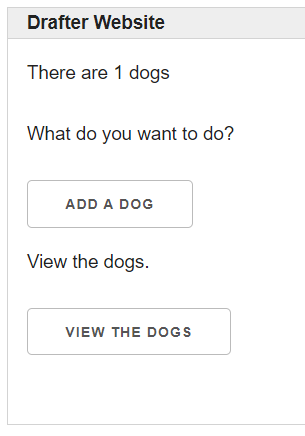 Drafter Website
There are 1 dogs
What do you want to do?
ADD A DOG
View the dogs.
VIEW THE DOGS